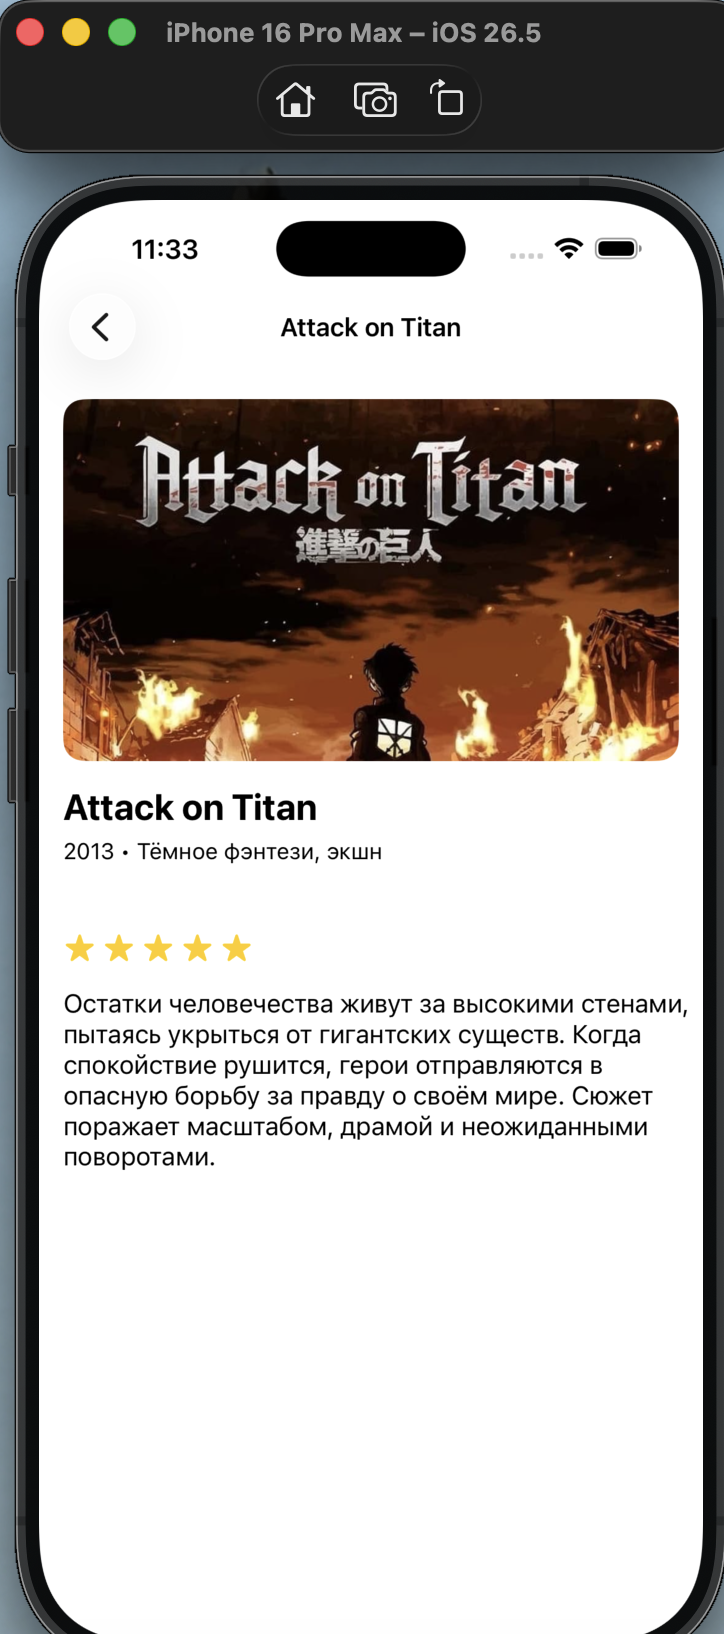 iPhone 16 Pro Max – iOS 26.5
11:33
Attack on Titan
Attack on Titan
進撃の巨人
Attack on Titan
2013 • Тёмное фэнтези, экшн
Остатки человечества живут за высокими стенами,
пытаясь укрыться от гигантских существ. Когда
спокойствие рушится, герои отправляются в
опасную борьбу за правду о своём мире. Сюжет
поражает масштабом, драмой и неожиданными
поворотами.